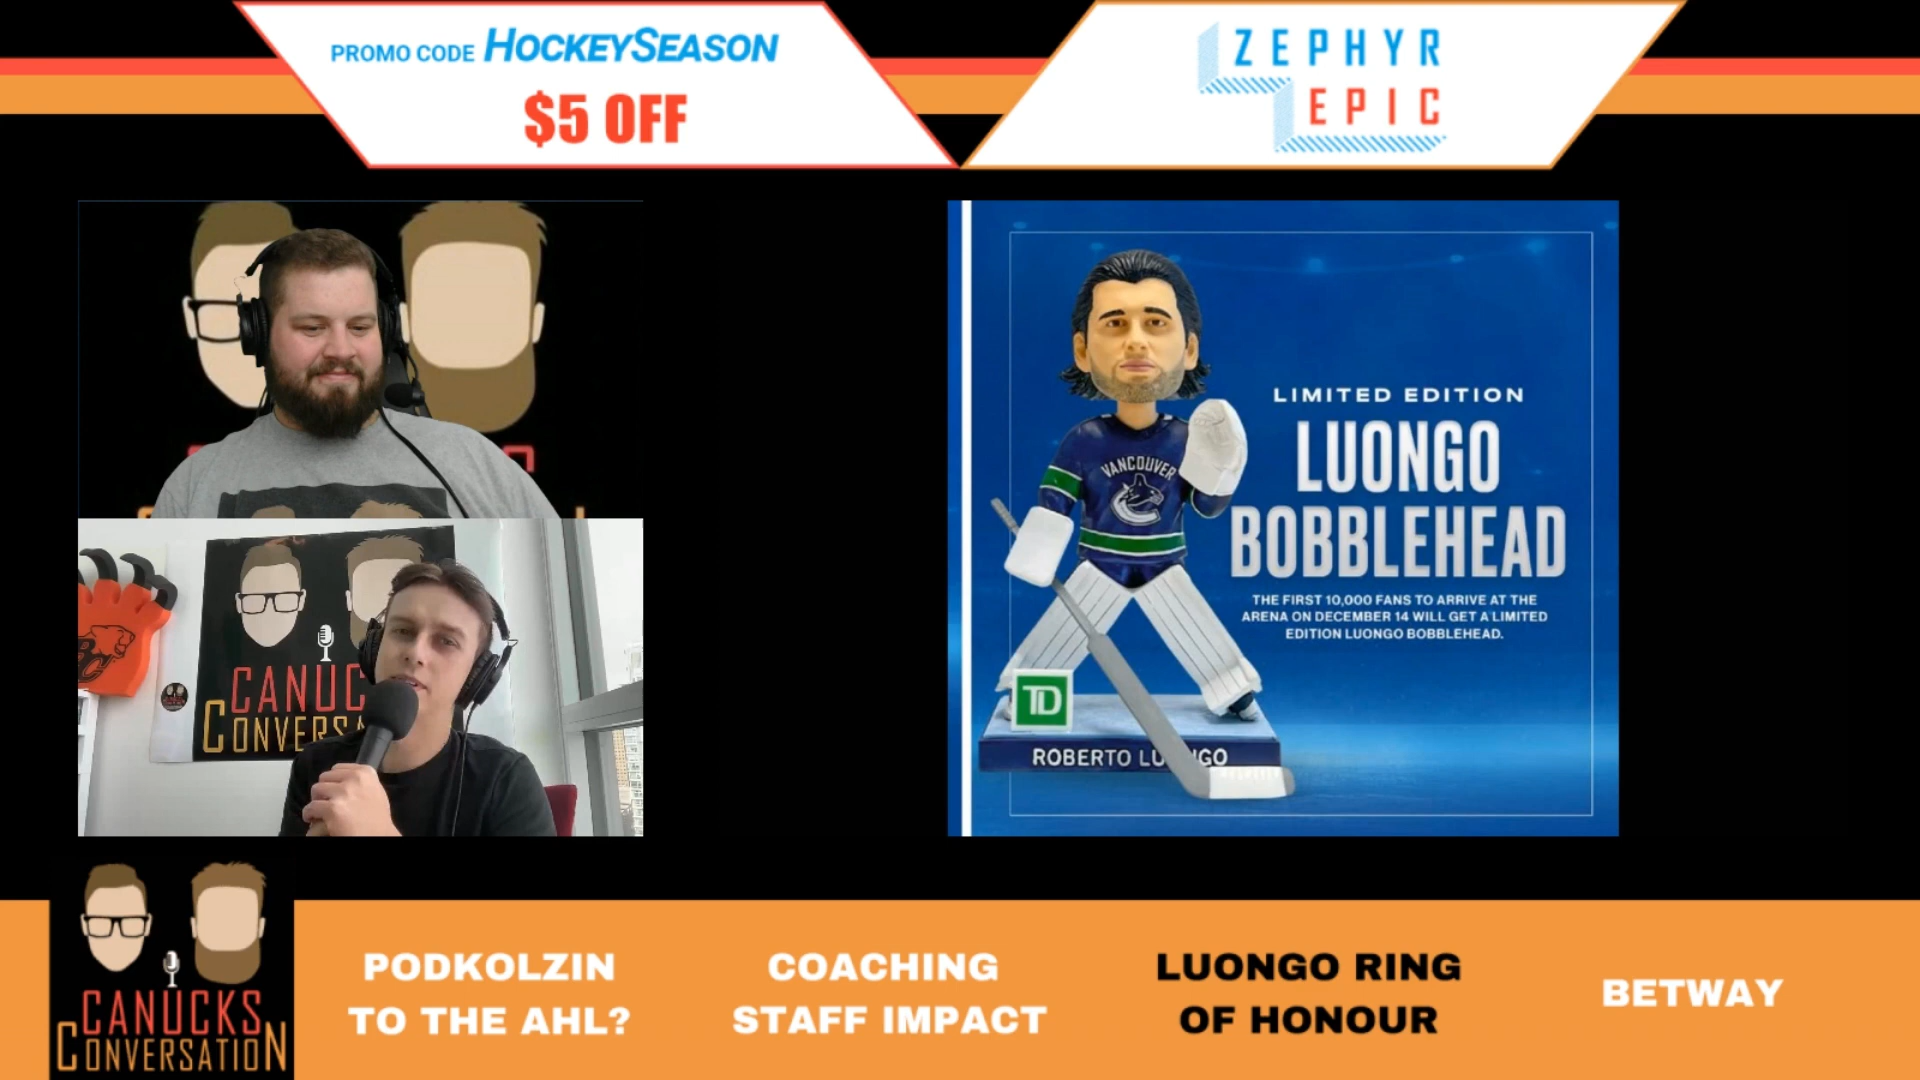 PROMO CODE HOCKEYSEASON
$5 OFF
ZEPHYR
EPIC
CANUC
CONVERSA
LIMITED EDITION
LUONGO
BOBBLEHEAD
THE FIRST 10,000 FANS TO ARRIVE AT THE
ARENA ON DECEMBER 14 WILL GET A LIMITED
EDITION LUONGO BOBBLEHEAD.
VANCOUVER
TD
ROBERTO LU GO
CANUCKS
CONVERSATION
PODKOLZIN
TO THE AHL?
COACHING
STAFF IMPACT
LUONGO RING
OF HONOUR
BETWAY